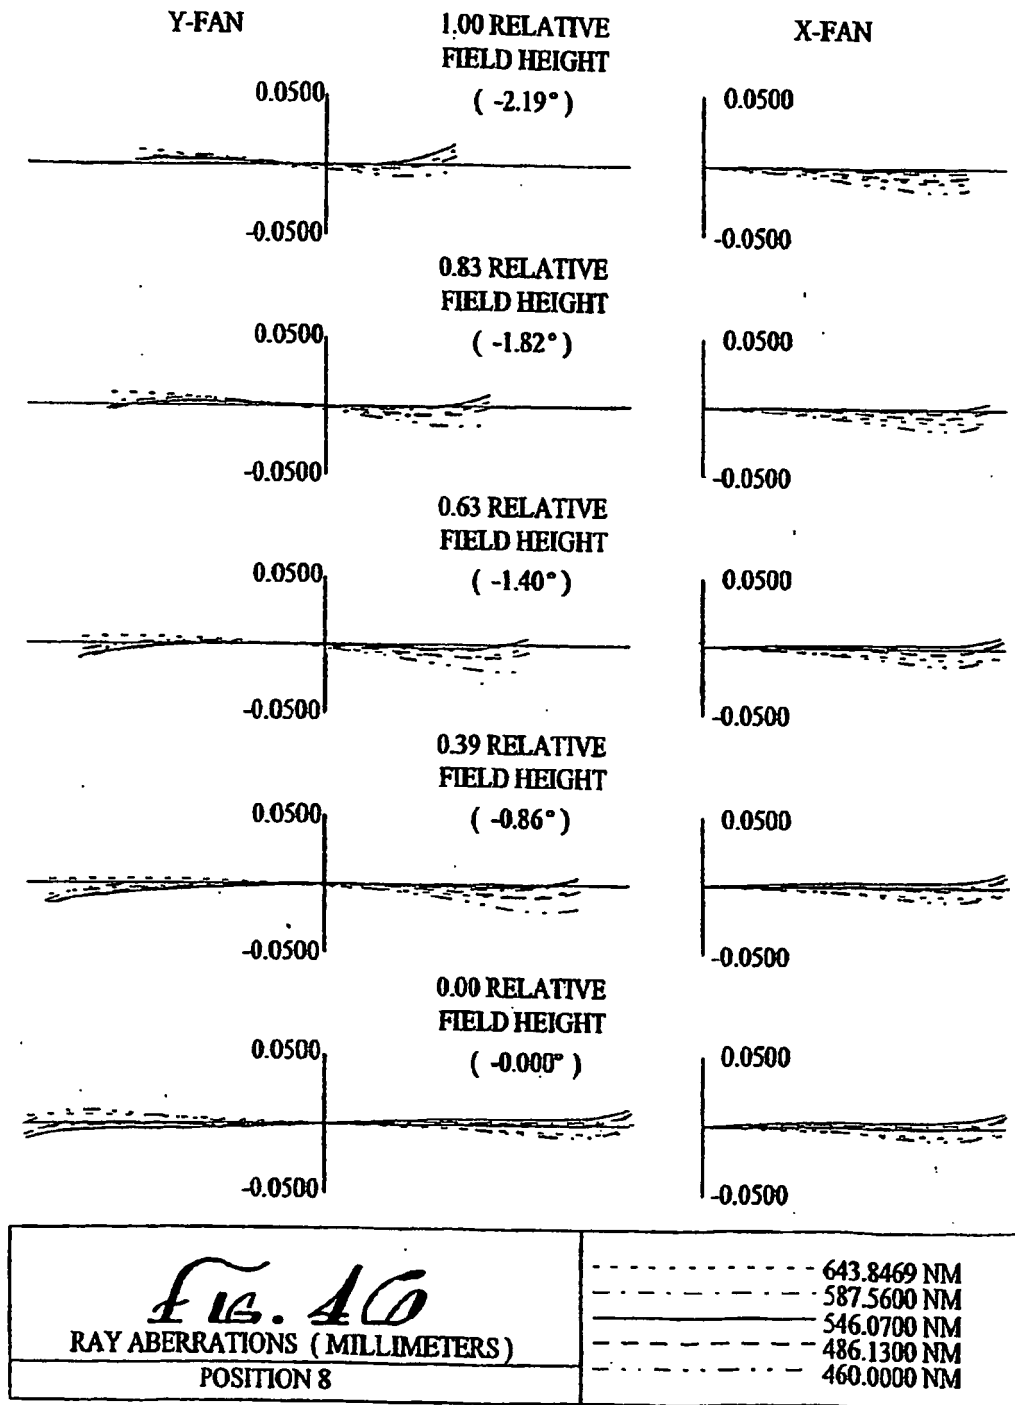 Y-FAN
1.00 RELATIVE
FIELD HEIGHT
( -2.19° )
X-FAN
0.0500
-0.0500
0.0500
-0.0500
0.83 RELATIVE
FIELD HEIGHT
( -1.82° )
0.0500
-0.0500
0.0500
-0.0500
0.63 RELATIVE
FIELD HEIGHT
( -1.40° )
0.0500
-0.0500
0.0500
-0.0500
0.39 RELATIVE
FIELD HEIGHT
( -0.86° )
0.0500
-0.0500
0.0500
-0.0500
0.00 RELATIVE
FIELD HEIGHT
( -0.000° )
0.0500
-0.0500
0.0500
-0.0500
FIG. 46
RAY ABERRATIONS ( MILLIMETERS )
POSITION 8
643.8469 NM
587.5600 NM
546.0700 NM
486.1300 NM
460.0000 NM